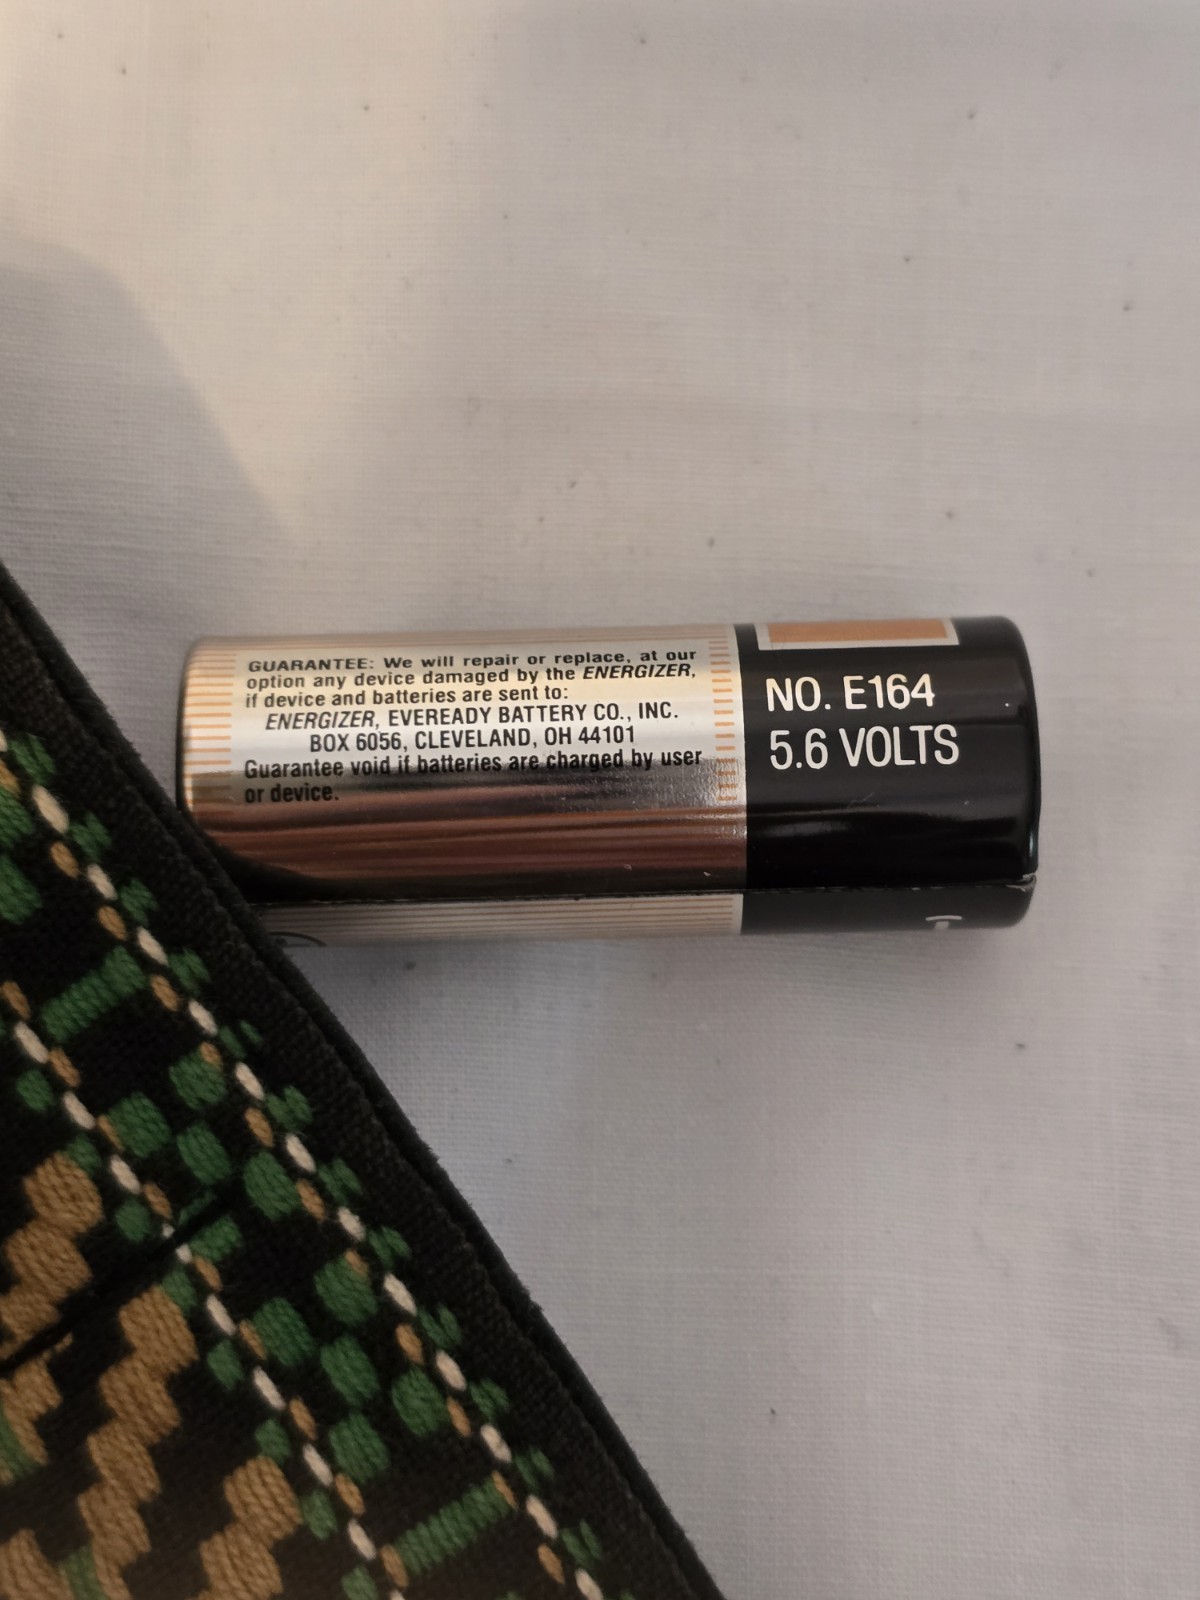 GUARANTEE: We will repair or replace, at our
option any device damaged by the ENERGIZER,
if device and batteries are sent to:
ENERGIZER, EVEREADY BATTERY CO., INC.
BOX 6056, CLEVELAND, OH 44101
Guarantee void if batteries are charged by user
or device.
NO. E164
5.6 VOLTS